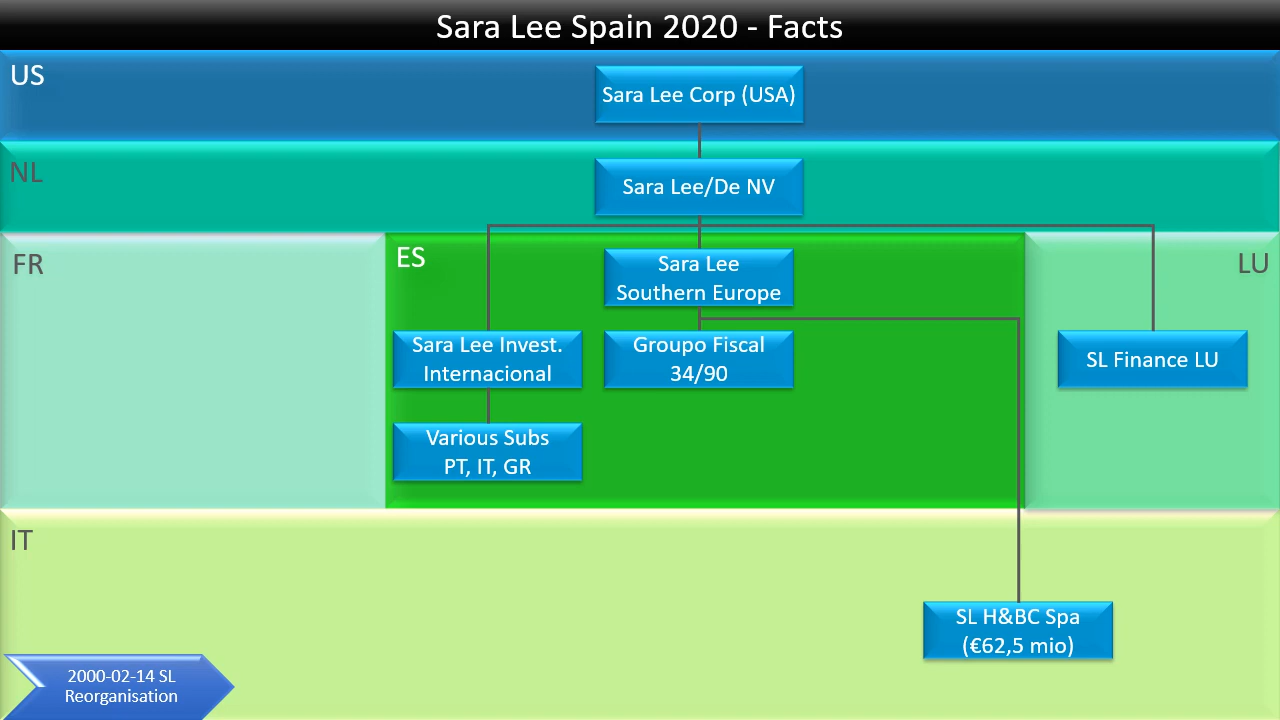 Sara Lee Spain 2020 - Facts
US
Sara Lee Corp (USA)
NL
Sara Lee/De NV
FR
ES
Sara Lee
Southern Europe
LU
Sara Lee Invest.
Internacional
Groupo Fiscal
34/90
SL Finance LU
Various Subs
PT, IT, GR
IT
SL H&BC Spa
(€62,5 mio)
2000-02-14 SL
Reorganisation